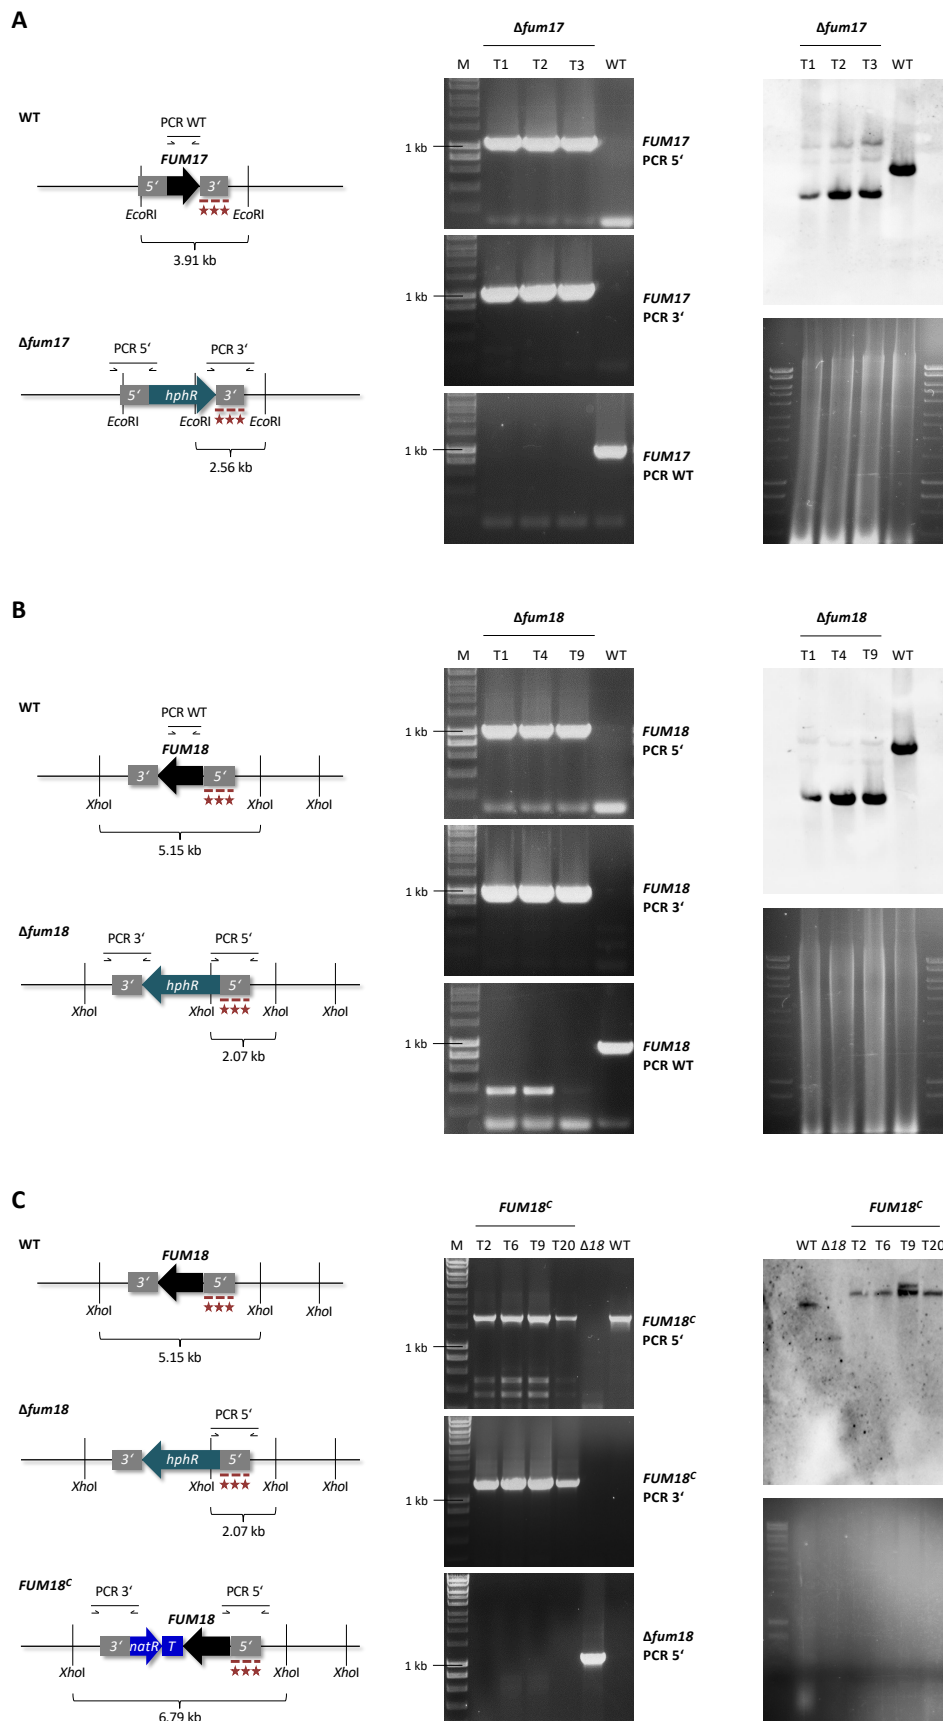 A
WT
PCR WT
FUM17
5‘
3‘
EcoRI
EcoRI
3.91 kb
Δfum17
PCR 5‘
PCR 3‘
5‘
hphR
3‘
EcoRI
EcoRI
EcoRI
2.56 kb
Δfum17
M
T1
T2
T3
WT
1 kb
FUM17
PCR 5‘
1 kb
FUM17
PCR 3‘
1 kb
FUM17
PCR WT
Δfum17
T1
T2
T3
WT
B
WT
PCR WT
FUM18
3‘
5‘
XhoI
XhoI
XhoI
5.15 kb
Δfum18
PCR 3‘
PCR 5‘
3‘
hphR
5‘
XhoI
XhoI
XhoI
XhoI
2.07 kb
Δfum18
M
T1
T4
T9
WT
1 kb
FUM18
PCR 5‘
1 kb
FUM18
PCR 3‘
1 kb
FUM18
PCR WT
Δfum18
T1
T4
T9
WT
C
WT
FUM18
3‘
5‘
XhoI
XhoI
XhoI
5.15 kb
Δfum18
PCR 5‘
3‘
hphR
5‘
XhoI
XhoI
XhoI
XhoI
2.07 kb
FUM18C
PCR 3‘
PCR 5‘
FUM18
3‘
natR
T
5‘
XhoI
XhoI
XhoI
6.79 kb
FUM18C
M
T2
T6
T9
T20
Δ18
WT
1 kb
FUM18C
PCR 5‘
1 kb
FUM18C
PCR 3‘
1 kb
Δfum18
PCR 5‘
FUM18C
WT
Δ18
T2
T6
T9
T20